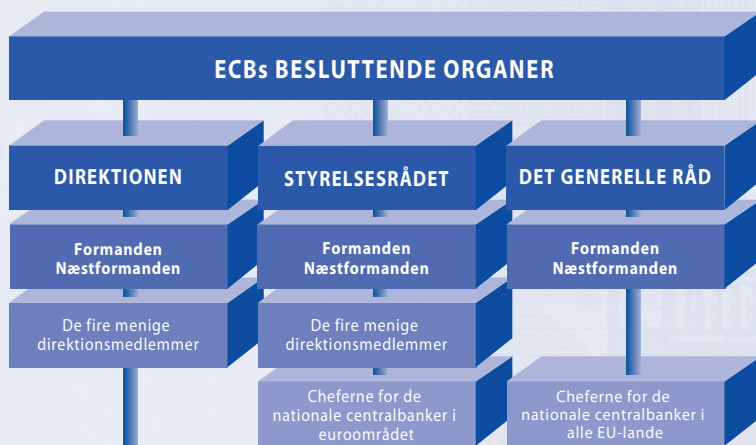 ECBs BESLUTTENDE ORGANER
DIREKTIONEN
Formanden
Næstformanden
De fire menige
direktionsmedlemmer
STYRELSESRÅDET
Formanden
Næstformanden
De fire menige
direktionsmedlemmer
Cheferne for de
nationale centralbanker i
euroområdet
DET GENERELLE RÅD
Formanden
Næstformanden
Cheferne for de
nationale centralbanker i
alle EU-lande